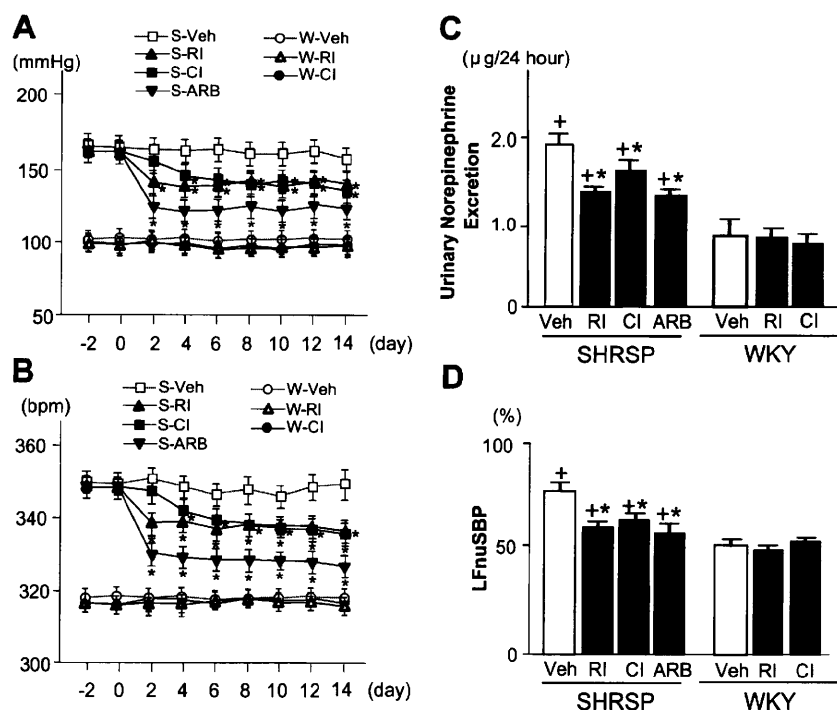 A
(mmHg)
S-Veh W-Veh
S-RI W-RI
S-CI W-CI
S-ARB
200
150
100
50
-2 0 2 4 6 8 10 12 14 (day)
B
(bpm)
S-Veh W-Veh
S-RI W-RI
S-CI W-CI
S-ARB
360
340
320
300
-2 0 2 4 6 8 10 12 14 (day)
C
(μg/24 hour)
Urinary Norepinephrine
Excretion
2.0
1.0
0
+ +* +* +*
Veh RI CI ARB Veh RI CI
SHRSP WKY
D
(%)
LFnuSBP
100
50
0
+ +* +* +*
Veh RI CI ARB Veh RI CI
SHRSP WKY